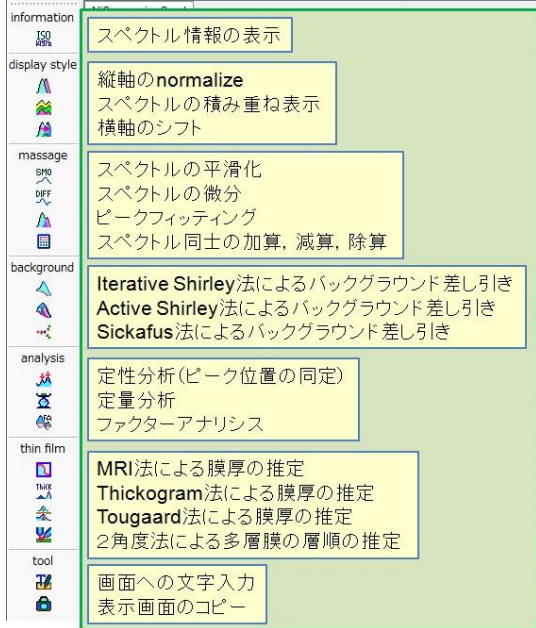 information
スペクトル情報の表示
display style
縦軸のnormalize
スペクトルの積み重ね表示
横軸のシフト
massage
SMO
DIFF
スペクトルの平滑化
スペクトルの微分
ピークフィッティング
スペクトル同士の加算, 減算, 除算
background
Iterative Shirley法によるバックグラウンド差し引き
Active Shirley法によるバックグラウンド差し引き
Sickafus法によるバックグラウンド差し引き
analysis
定性分析(ピーク位置の同定)
定量分析
ファクターアナリシス
thin film
MRI法による膜厚の推定
Thickogram法による膜厚の推定
Tougaard法による膜厚の推定
２角度法による多層膜の層順の推定
tool
画面への文字入力
表示画面のコピー